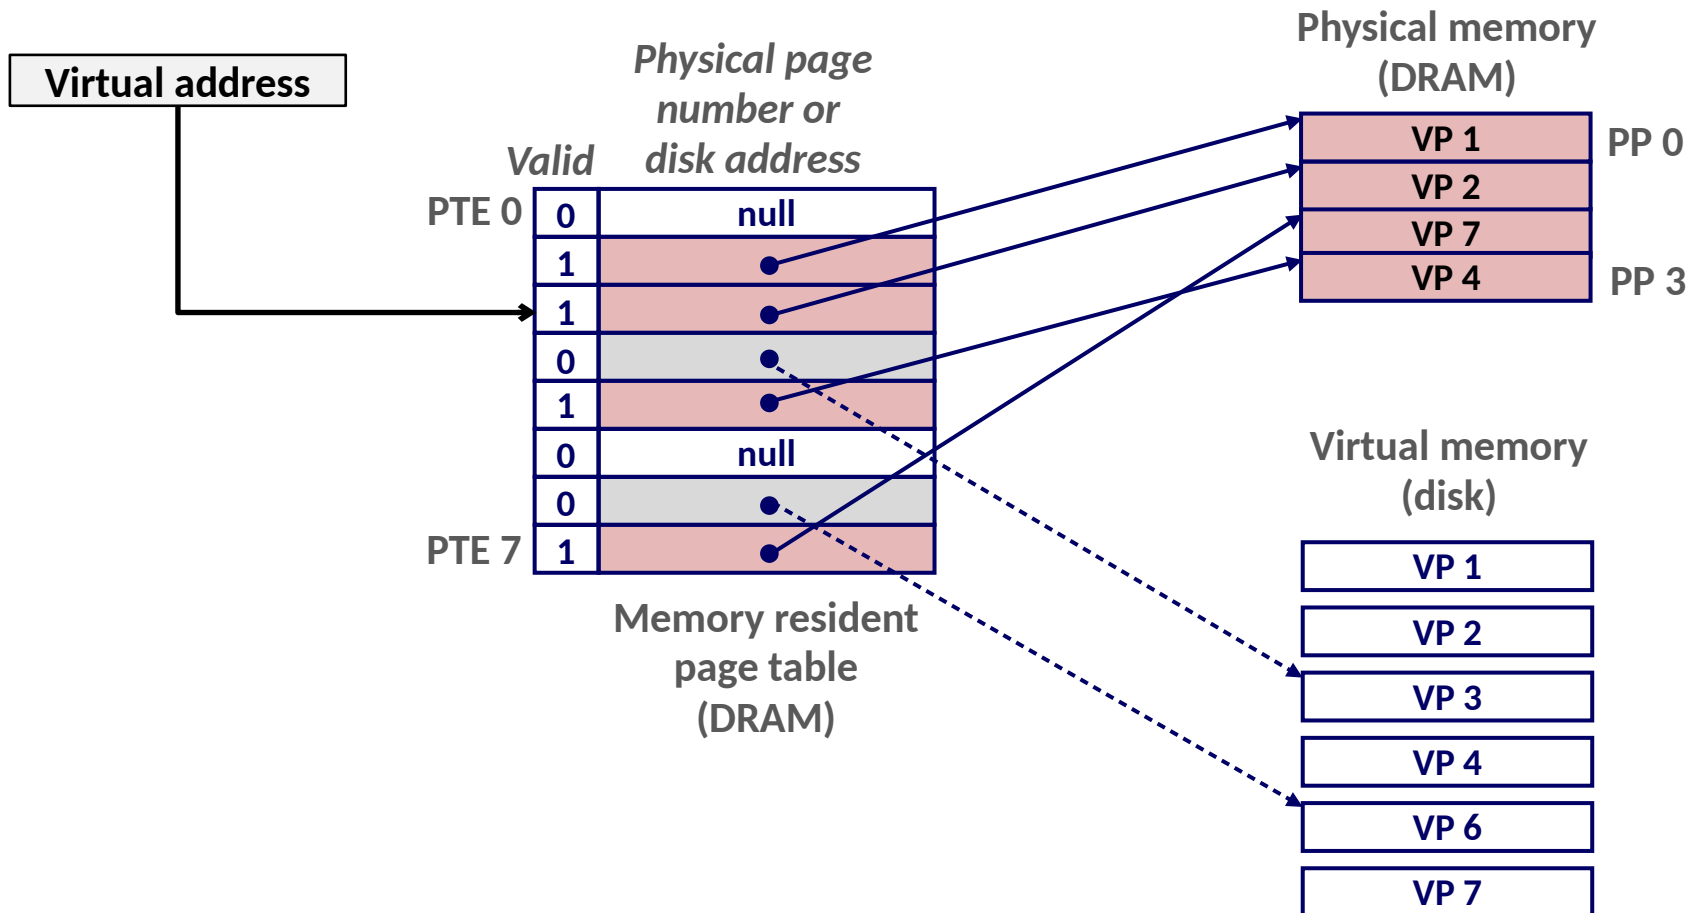 Virtual address
Physical page
number or
disk address
Valid
PTE 0
0 null
1
1
0
1
0 null
0
PTE 7
1
Memory resident
page table
(DRAM)
Physical memory
(DRAM)
VP 1
PP 0
VP 2
VP 7
VP 4
PP 3
Virtual memory
(disk)
VP 1
VP 2
VP 3
VP 4
VP 6
VP 7